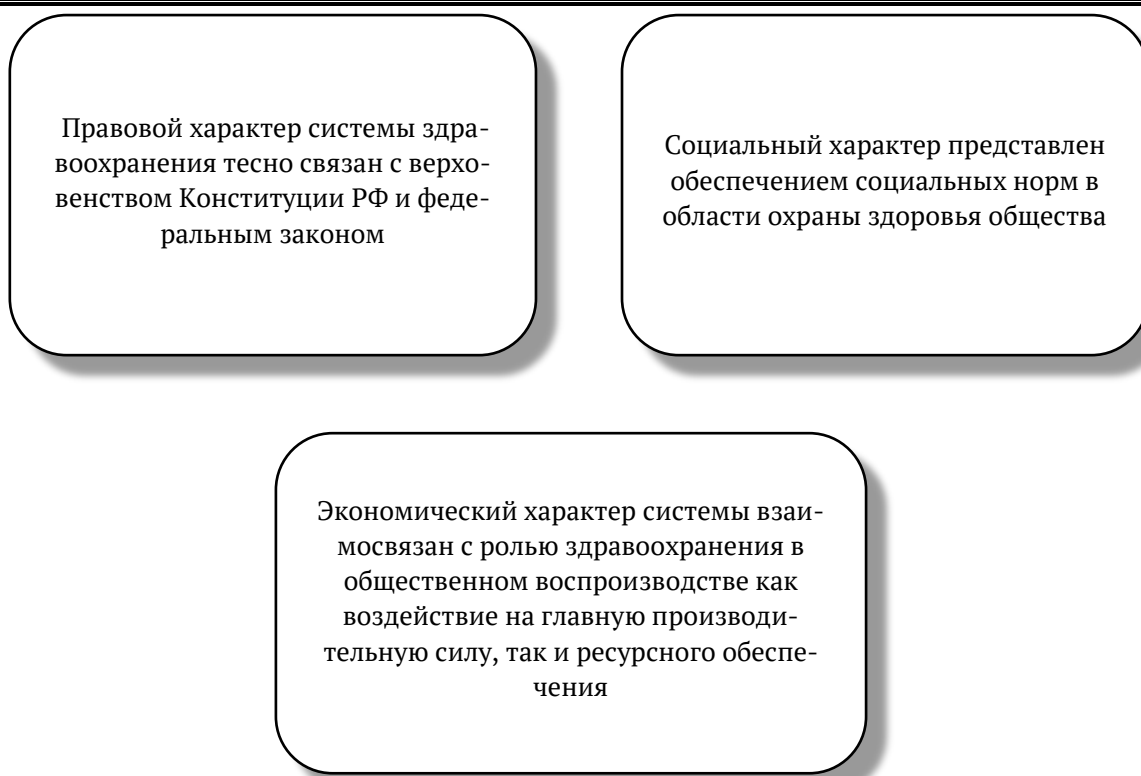 Правовой характер системы здра-
воохранения тесно связан с верхо-
венством Конституции РФ и феде-
ральным законом
Социальный характер представлен
обеспечением социальных норм в
области охраны здоровья общества
Экономический характер системы взаи-
мосвязан с ролью здравоохранения в
общественном воспроизводстве как
воздействие на главную производи-
тельную силу, так и ресурсного обеспе-
чения